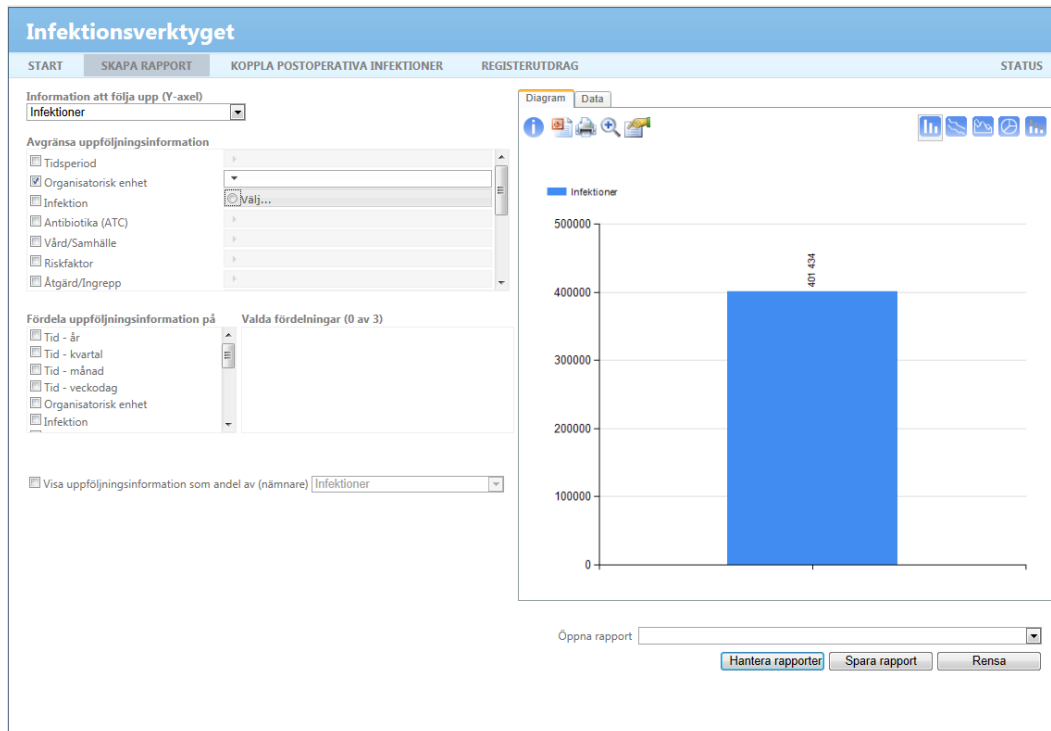 Infektionsverktyget
START SKAPA RAPPORT KOPPLA POSTOPERATIVA INFEKTIONER REGISTERUTDRAG STATUS
Information att följa upp (Y-axel)
Infektioner
Avgränsa uppföljningsinformation
Tidsperiod
Organisatorisk enhet
Välj...
Infektion
Antibiotika (ATC)
Vård/Samhälle
Riskfaktor
Åtgärd/Ingrepp
Fördela uppföljningsinformation på
Valda fördelningar (0 av 3)
Tid - år
Tid - kvartal
Tid - månad
Tid - veckodag
Organisatorisk enhet
Infektion
Visa uppföljningsinformation som andel av (nämnare) Infektioner
Diagram Data
Infektioner
500000
401 434
400000
300000
200000
100000
0
Öppna rapport
Hantera rapporter Spara rapport Rensa